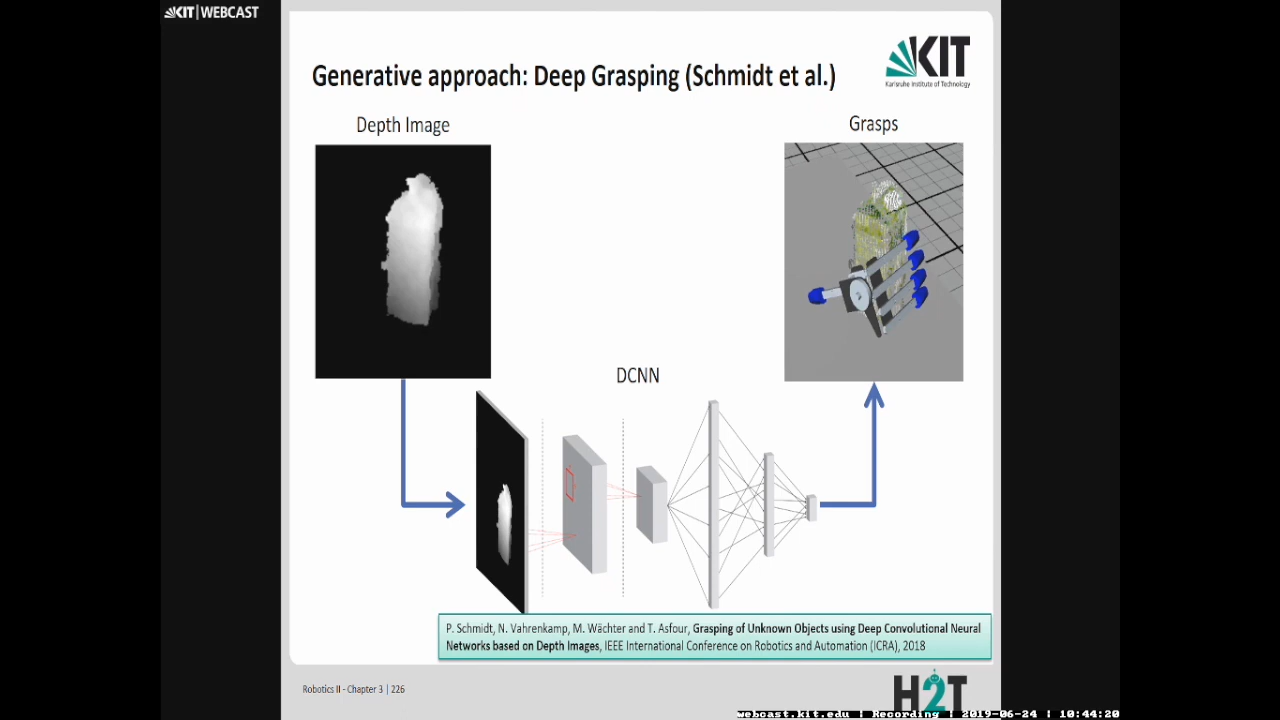 KIT | WEBCAST
Generative approach: Deep Grasping (Schmidt et al.)
KIT
Karlsruhe Institute of Technology
Depth Image
Grasps
DCNN
P. Schmidt, N. Vahrenkamp, M. Wächter and T. Asfour, Grasping of Unknown Objects using Deep Convolutional Neural
Networks based on Depth Images, IEEE International Conference on Robotics and Automation (ICRA), 2018
Robotics II - Chapter 3 | 226
H2T
webcast.kit.edu | Recording | 2019-06-24 | 10:44:20